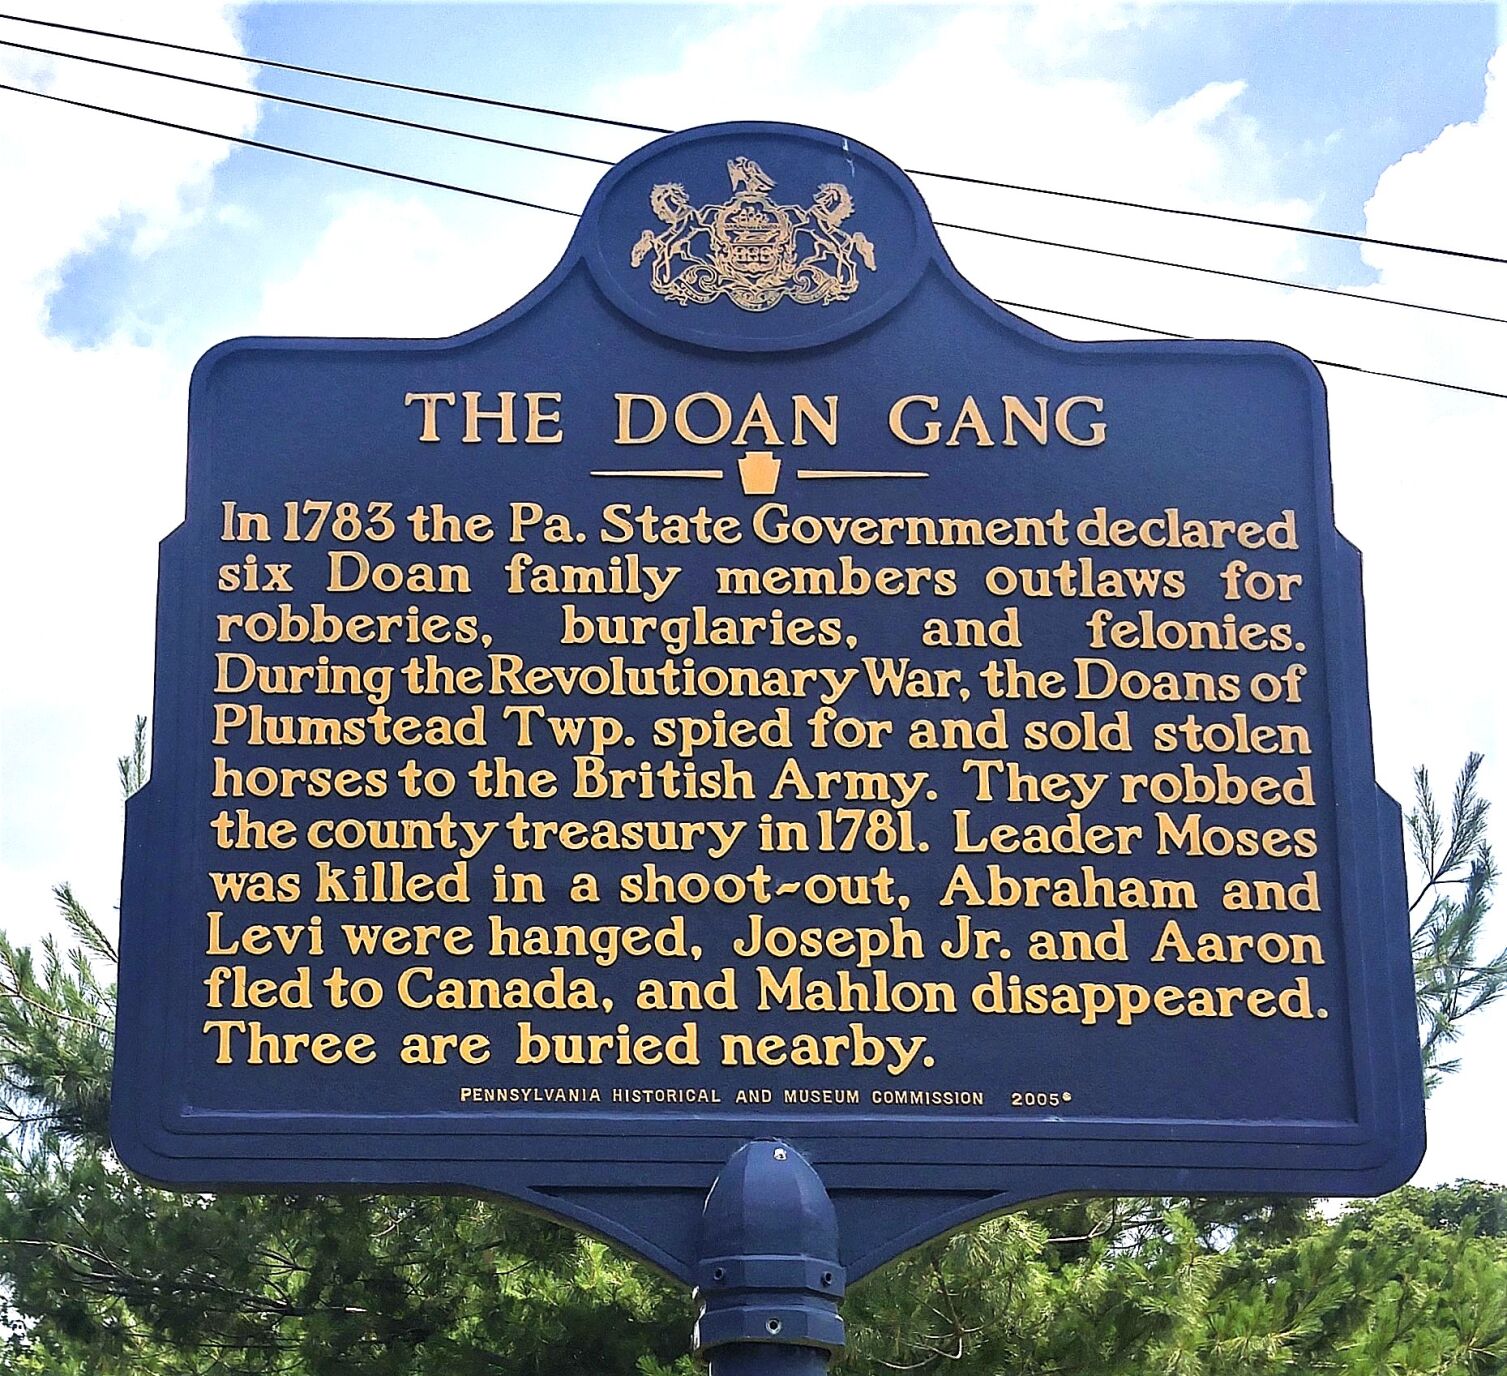 THE DOAN GANG
In 1783 the Pa. State Government declared
six Doan family members outlaws for
robberies, burglaries, and felonies.
During the Revolutionary War, the Doans of
Plumstead Twp. spied for and sold stolen
horses to the British Army. They robbed
the county treasury in 1781. Leader Moses
was killed in a shoot-out, Abraham and
Levi were hanged, Joseph Jr. and Aaron
fled to Canada, and Mahlon disappeared.
Three are buried nearby.
PENNSYLVANIA HISTORICAL AND MUSEUM COMMISSION 2005